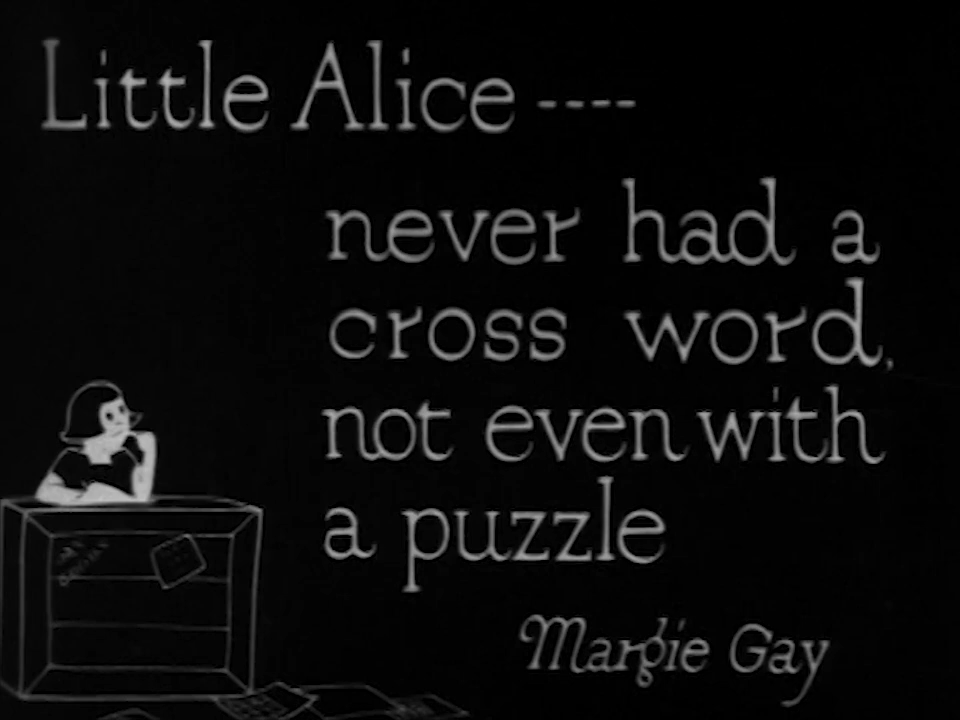 Little Alice ----
never had a
cross word,
not even with
a puzzle
Margie Gay